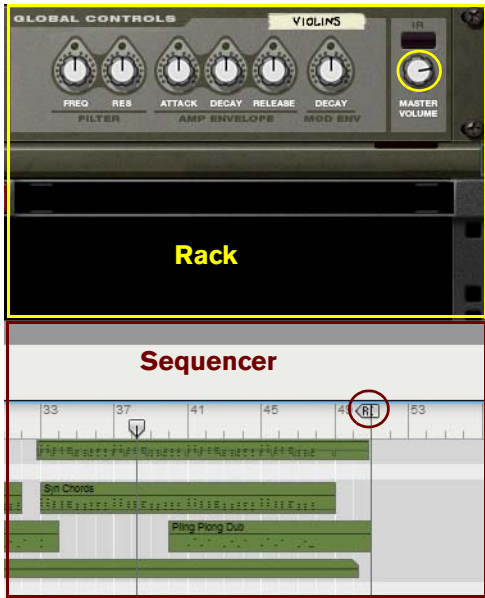 GLOBAL CONTROLS VIOLINS IR
FREQ RES ATTACK DECAY RELEASE DECAY MASTER
VOLUME
FILTER AMP ENVELOPE MOD ENV
Rack
Sequencer
33 37 41 45 49 R 53
Syn Chords
Pling Plong Dub